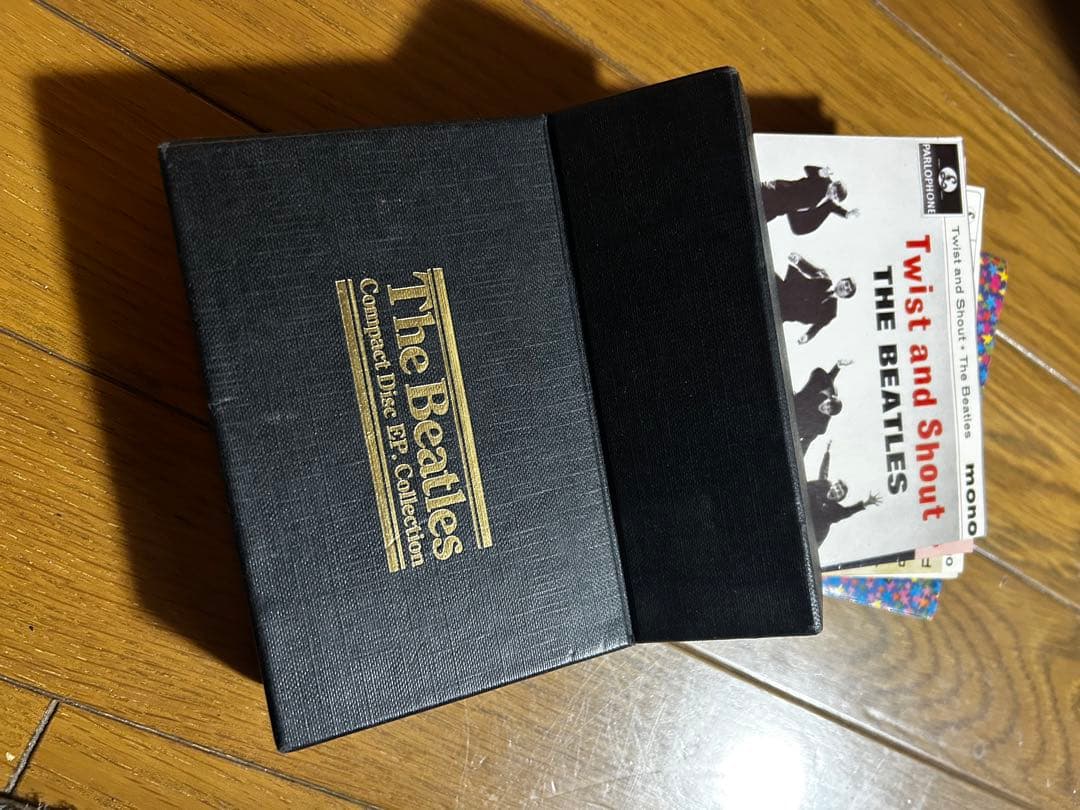 The Beatles
Compact Disc EP. Collection
PARLOPHONE
Twist and Shout • The Beatles
mono
Twist and Shout
THE BEATLES